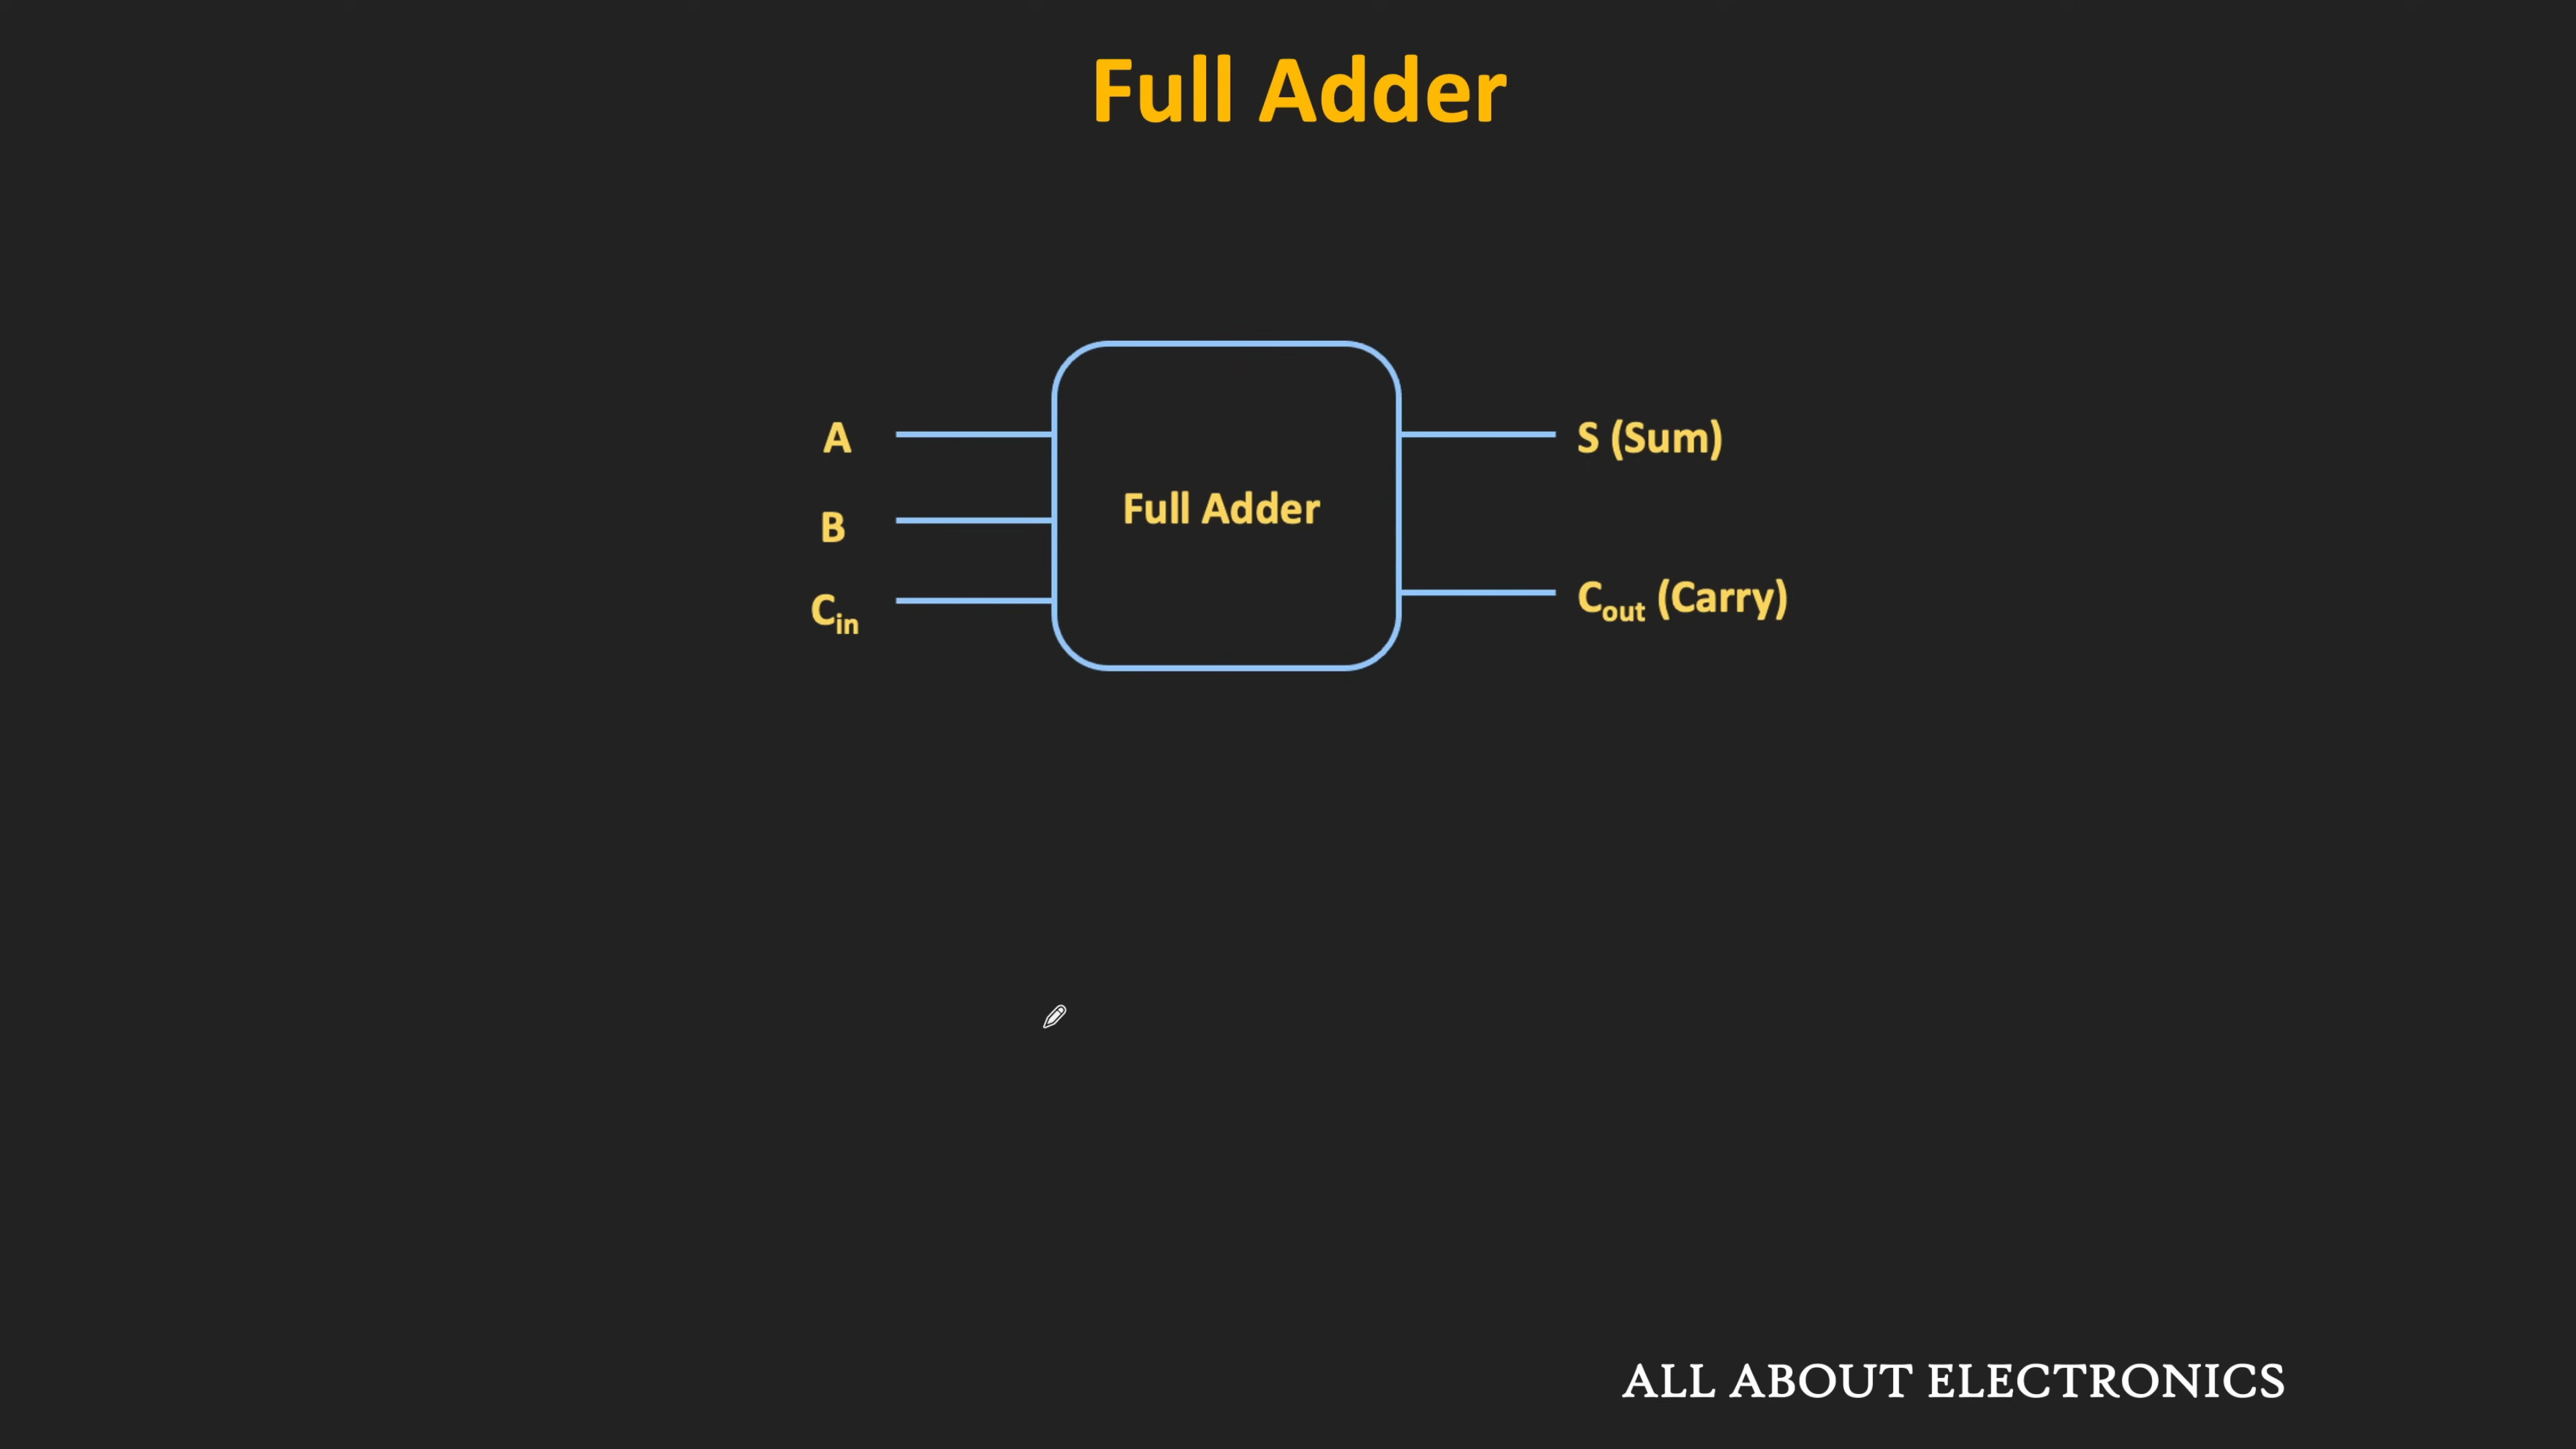 Full Adder
A
B
Cin
Full Adder
S (Sum)
Cout (Carry)
ALL ABOUT ELECTRONICS